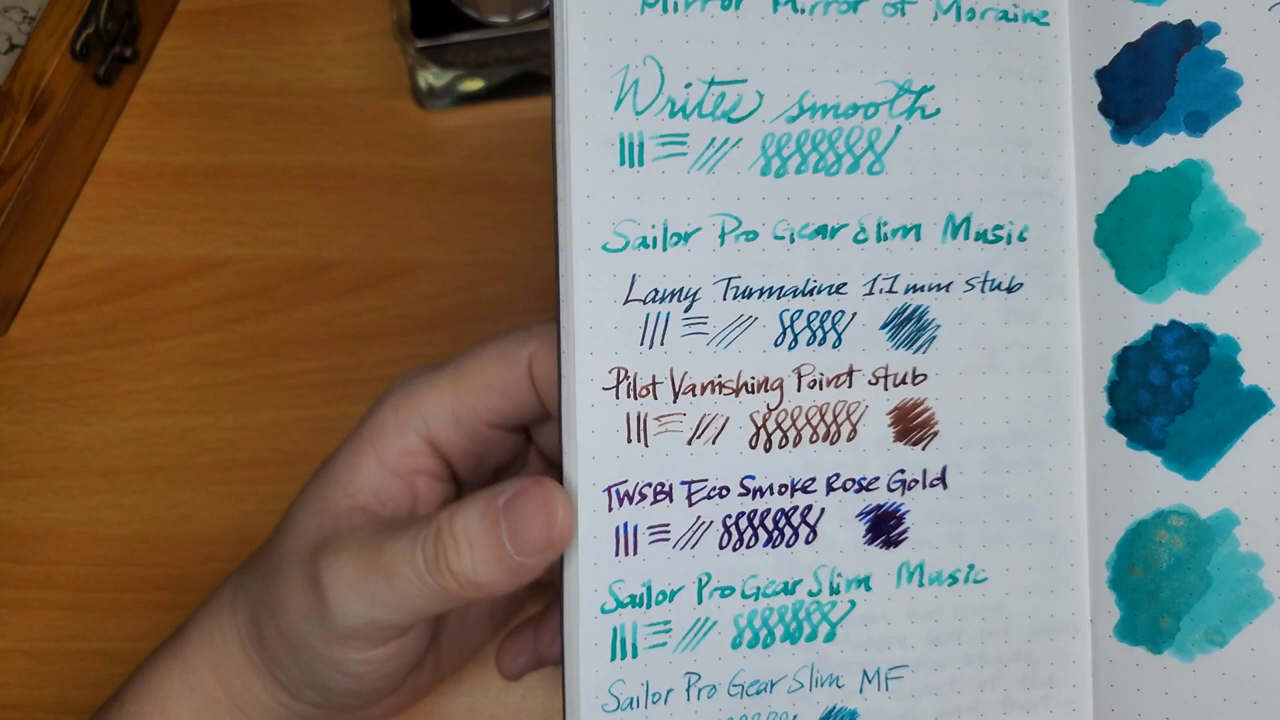 Mirror Mirror of Moraine
Writes smooth
Sailor Pro Gear Slim Music
Lamy Turmaline 1.1mm stub
Pilot Vanishing Point stub
TWSBI Eco Smoke Rose Gold
Sailor Pro Gear Slim Music
Sailor Pro Gear Slim MF